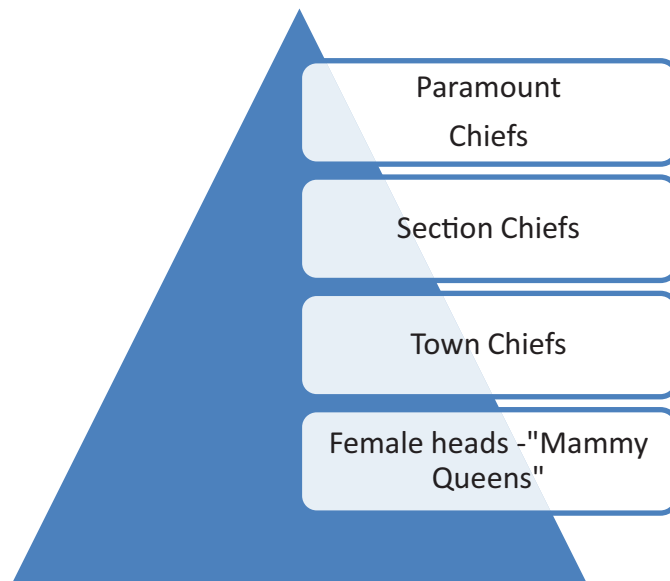 Paramount
Chiefs
Section Chiefs
Town Chiefs
Female heads -"Mammy
Queens"